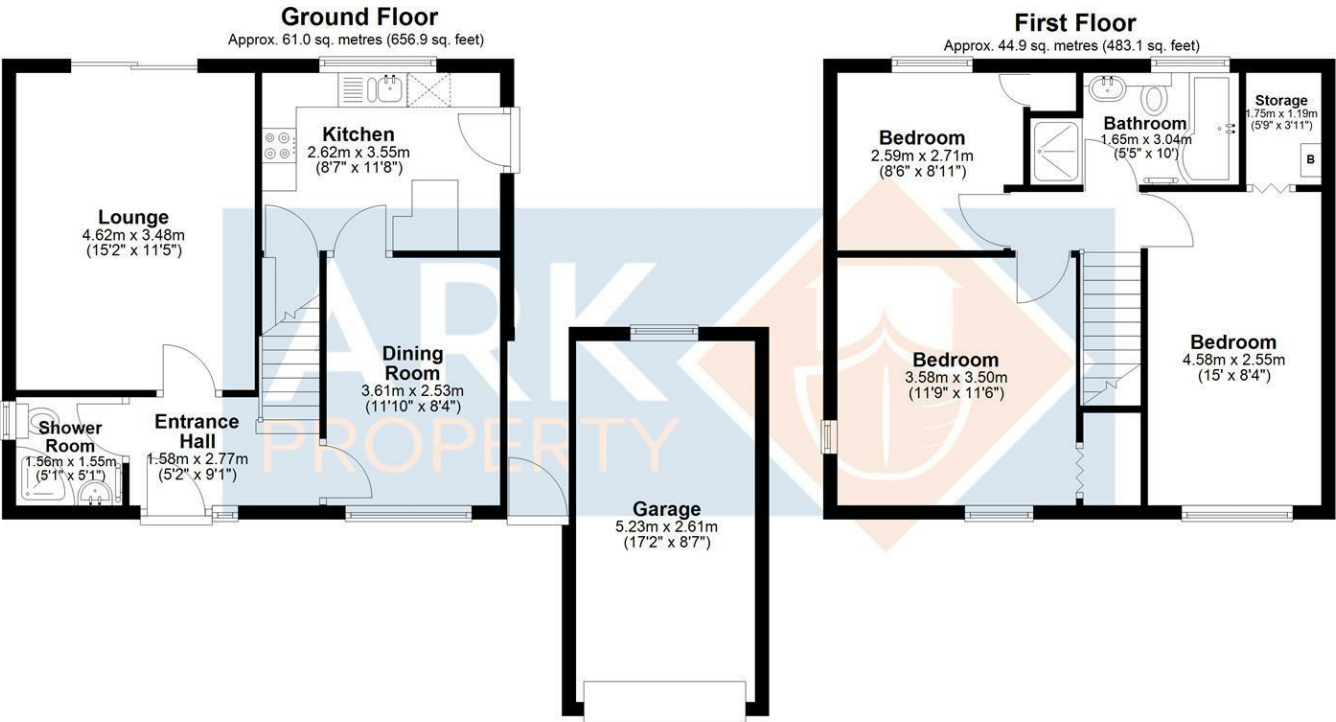 Ground Floor
Approx. 61.0 sq. metres (656.9 sq. feet)
Kitchen
2.62m x 3.55m
(8'7" x 11'8")
Lounge
4.62m x 3.48m
(15'2" x 11'5")
Dining
Room
3.61m x 2.53m
(11'10" x 8'4")
Shower
Room
1.56m x 1.55m
(5'1" x 5'1")
Entrance
Hall
1.58m x 2.77m
(5'2" x 9'1")
Garage
5.23m x 2.61m
(17'2" x 8'7")
First Floor
Approx. 44.9 sq. metres (483.1 sq. feet)
Bedroom
2.59m x 2.71m
(8'6" x 8'11")
Bathroom
1.65m x 3.04m
(5'5" x 10')
Storage
1.75m x 1.19m
(5'9" x 3'11")
B
Bedroom
3.58m x 3.50m
(11'9" x 11'6")
Bedroom
4.58m x 2.55m
(15' x 8'4")
ARK
PROPERTY